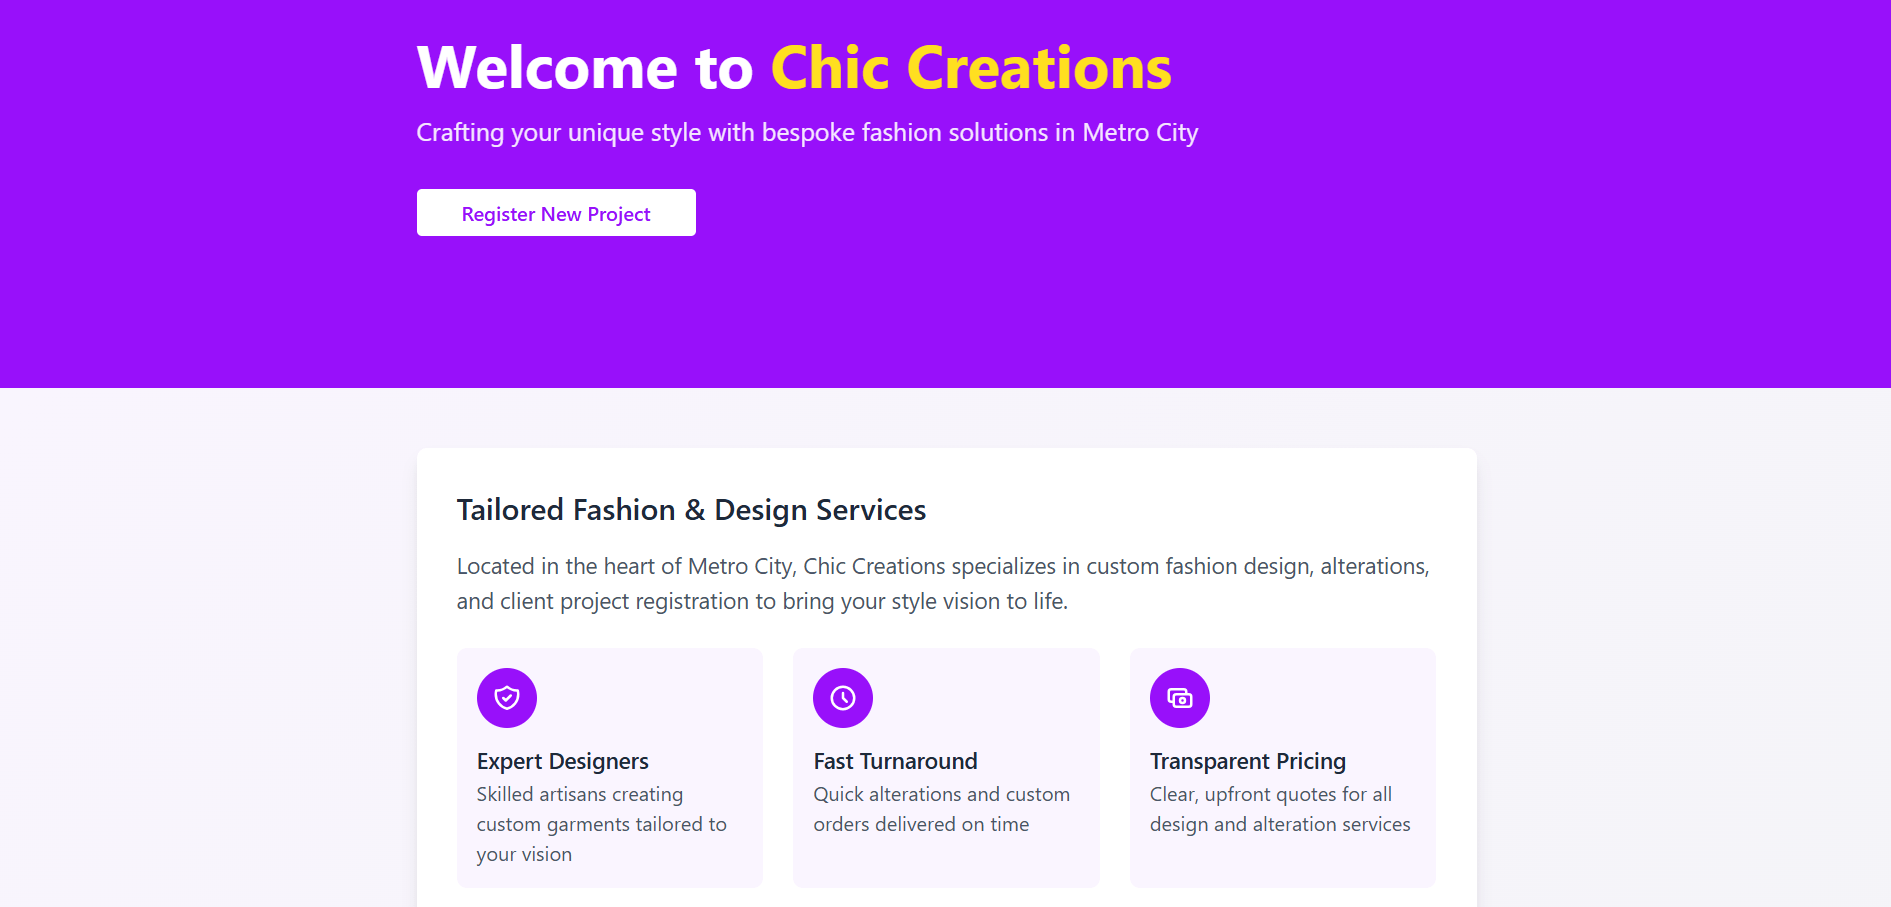 Welcome to Chic Creations
Crafting your unique style with bespoke fashion solutions in Metro City
Register New Project
Tailored Fashion & Design Services
Located in the heart of Metro City, Chic Creations specializes in custom fashion design, alterations,
and client project registration to bring your style vision to life.
Expert Designers
Skilled artisans creating
custom garments tailored to
your vision
Fast Turnaround
Quick alterations and custom
orders delivered on time
Transparent Pricing
Clear, upfront quotes for all
design and alteration services